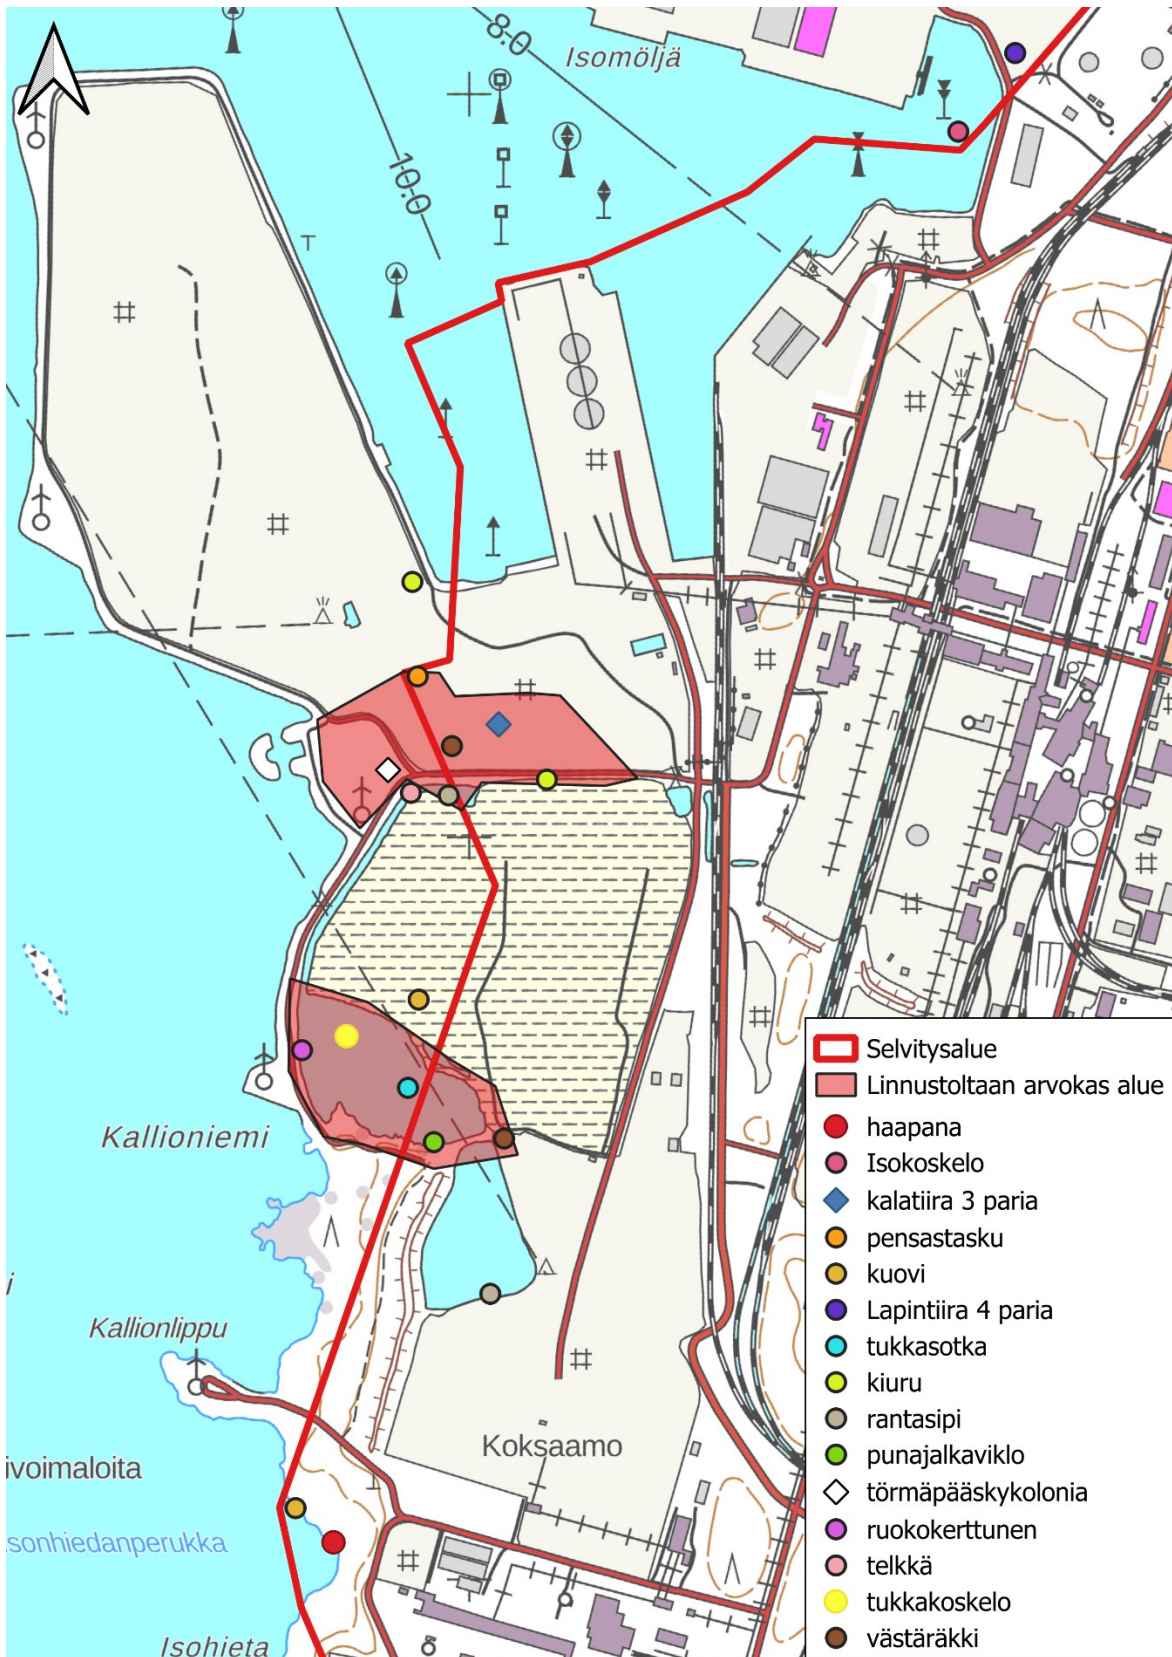 Isomöljä
8.0
10.0
Kallioniemi
Kallionlippu
i
Koksaamo
ivoimaloita
sonhiedanperukka
Isohieta
Selvitysalue
Linnustoltaan arvokas alue
haapana
Isokoskelo
kalatiira 3 paria
pensastasku
kuovi
Lapintiira 4 paria
tukkasotka
kiuru
rantasipi
punajalkaviklo
törmäpääskykolonia
ruokokerttunen
telkkä
tukkakoskelo
västäräkki